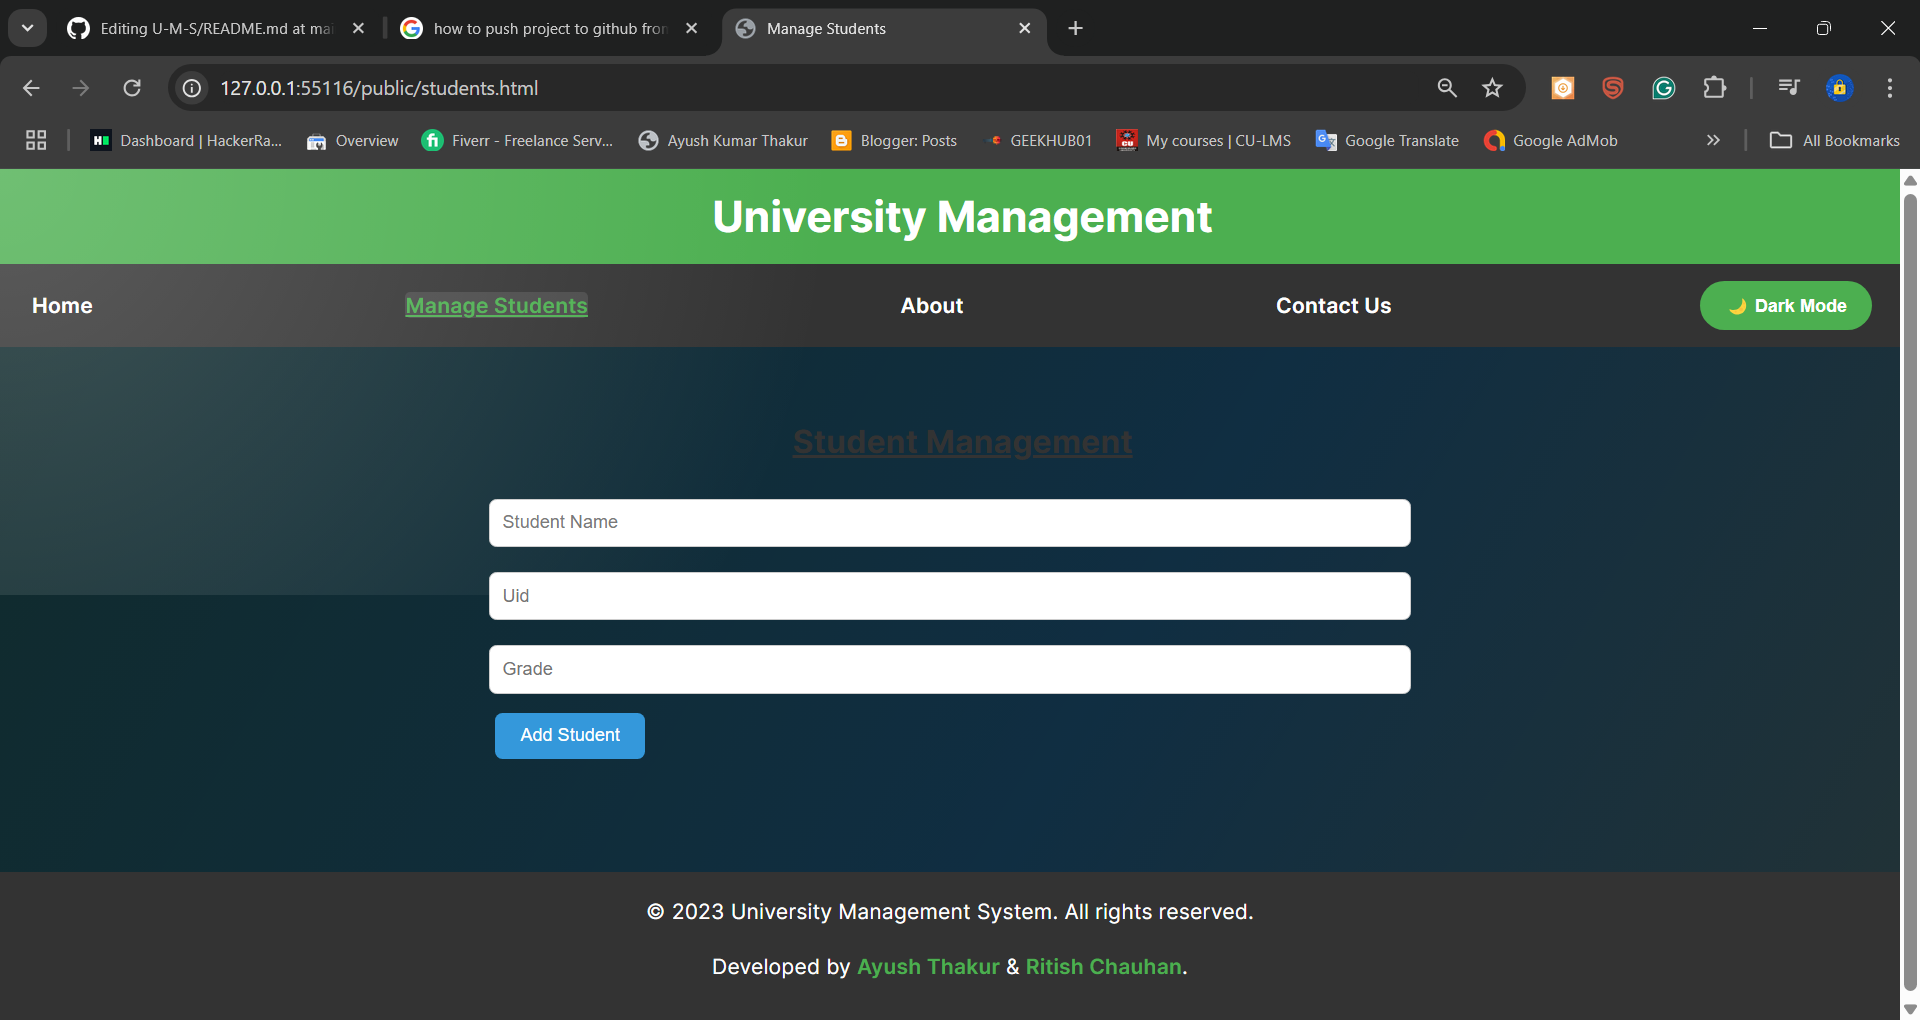 Editing U-M-S/README.md at mai
how to push project to github from
Manage Students
127.0.0.1:55116/public/students.html
Dashboard | HackerRa...
Overview
Fiverr - Freelance Serv...
Ayush Kumar Thakur
Blogger: Posts
GEEKHUB01
My courses | CU-LMS
Google Translate
Google AdMob
All Bookmarks
University Management
Home
Manage Students
About
Contact Us
🌙 Dark Mode
Student Management
Student Name
Uid
Grade
Add Student
© 2023 University Management System. All rights reserved.
Developed by Ayush Thakur & Ritish Chauhan.